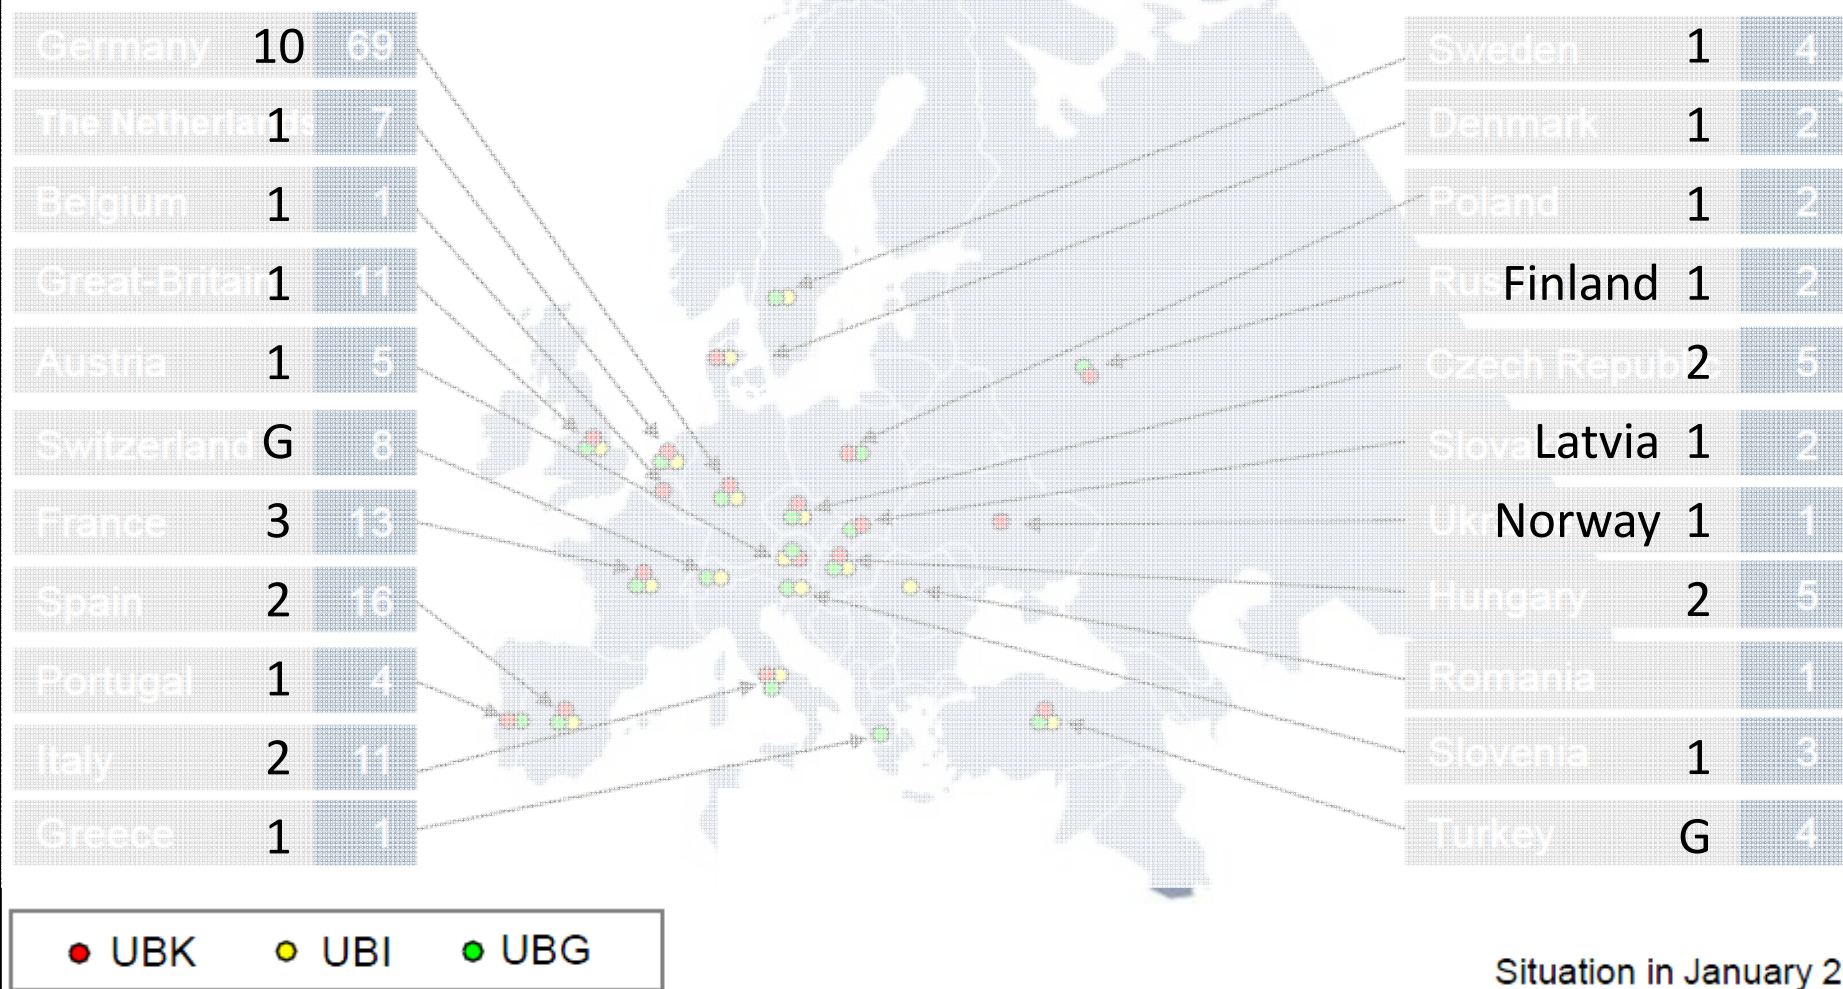 Germany 10 69
The Netherlands 1 7
Belgium 1 1
Great-Britain 1 11
Austria 1 5
Switzerland G 8
France 3 13
Spain 2 16
Portugal 1 4
Italy 2 11
Greece 1 1
Sweden 1 4
Denmark 1 2
Poland 1 2
Finland 1 2
Czech Republic 2 5
Latvia 1 2
Norway 1 1
Hungary 2 5
Romania 1
Slovenia 1 3
Turkey G 4
UBK UBI UBG
Situation in January 2